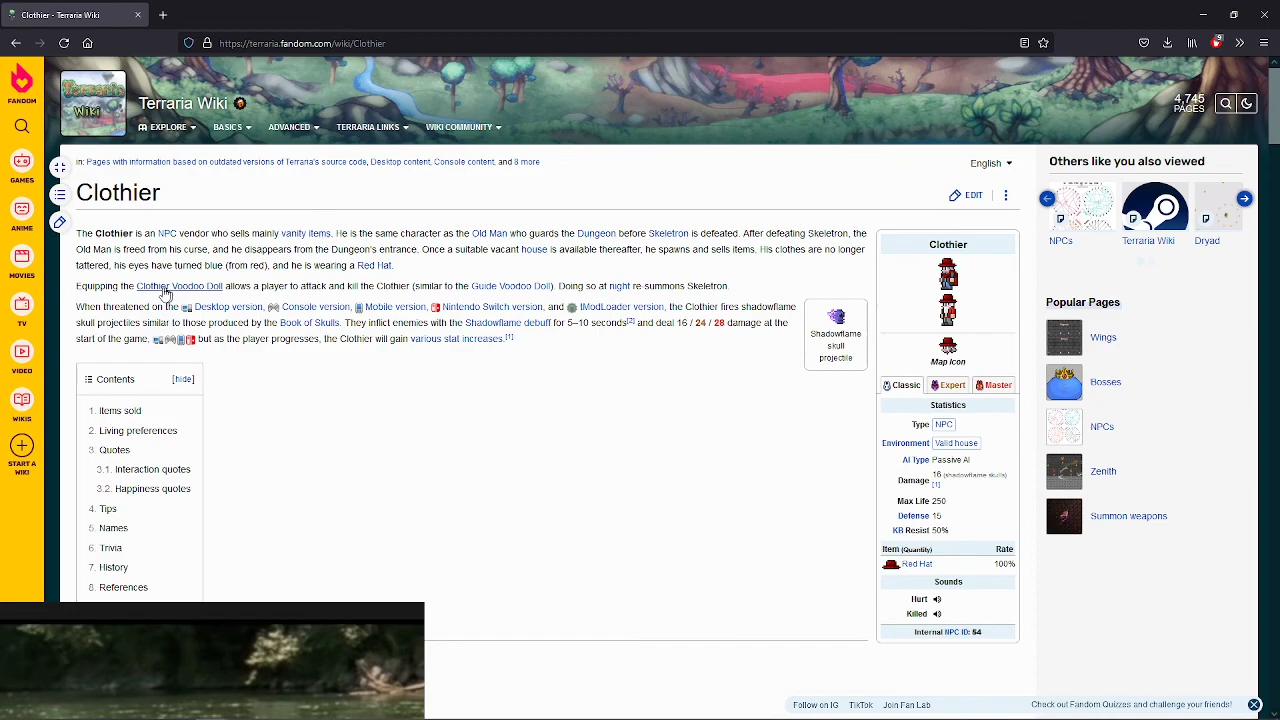 Clothier - Terraria Wiki
https://terraria.fandom.com/wiki/Clothier
9
FANDOM
GAMES
ANIME
MOVIES
TV
VIDEO
WIKIS
START A
WIKI
Terraria
Wiki
Terraria Wiki
EXPLORE
BASICS
ADVANCED
TERRARIA LINKS
WIKI COMMUNITY
4,745
PAGES
in: Pages with information based on outdated versions of Terraria's source code, Desktop content, Console content, and 8 more
English
Clothier
EDIT
The Clothier is an NPC vendor who sells mainly vanity items. He is the same character as the Old Man who guards the Dungeon before Skeletron is defeated. After defeating Skeletron, the
Old Man is freed from his curse, and he disappears from the Dungeon's entrance. Once a suitable vacant house is available thereafter, he spawns and sells items. His clothes are no longer
tattered, his eyes have turned blue (from red), and he is wearing a Red Hat.
Equipping the Clothier Voodoo Doll allows a player to attack and kill the Clothier (similar to the Guide Voodoo Doll). Doing so at night re-summons Skeletron.
When threatened on the Desktop version, Console version, Mobile version, Nintendo Switch version, and tModLoader version, the Clothier fires shadowflame
skull projectiles similar to those produced by the Book of Skulls. They inflict enemies with the Shadowflame debuff for 5–10 seconds[2] and deal 16 / 24 / 28 damage at the
start of the game, but as the player progresses, the Clothier will gain various stat increases.[1]
Shadowflame
skull
projectile
Contents [hide]
1. Items sold
2. Living preferences
3. Quotes
3.1. Interaction quotes
3.2. Happiness quotes
4. Tips
5. Names
6. Trivia
7. History
8. References
Clothier
Map Icon
Classic Expert Master
Statistics
Type NPC
Environment Valid house
AI Type Passive AI
Damage 16 (shadowflame skulls)
[1]
Max Life 250
Defense 15
KB Resist 50%
Item (Quantity) Rate
Red Hat 100%
Sounds
Hurt
Killed
Internal NPC ID: 54
Others like you also viewed
NPCs
Terraria Wiki
Dryad
Popular Pages
Wings
Bosses
NPCs
Zenith
Summon weapons
Follow on IG TikTok Join Fan Lab
Check out Fandom Quizzes and challenge your friends!